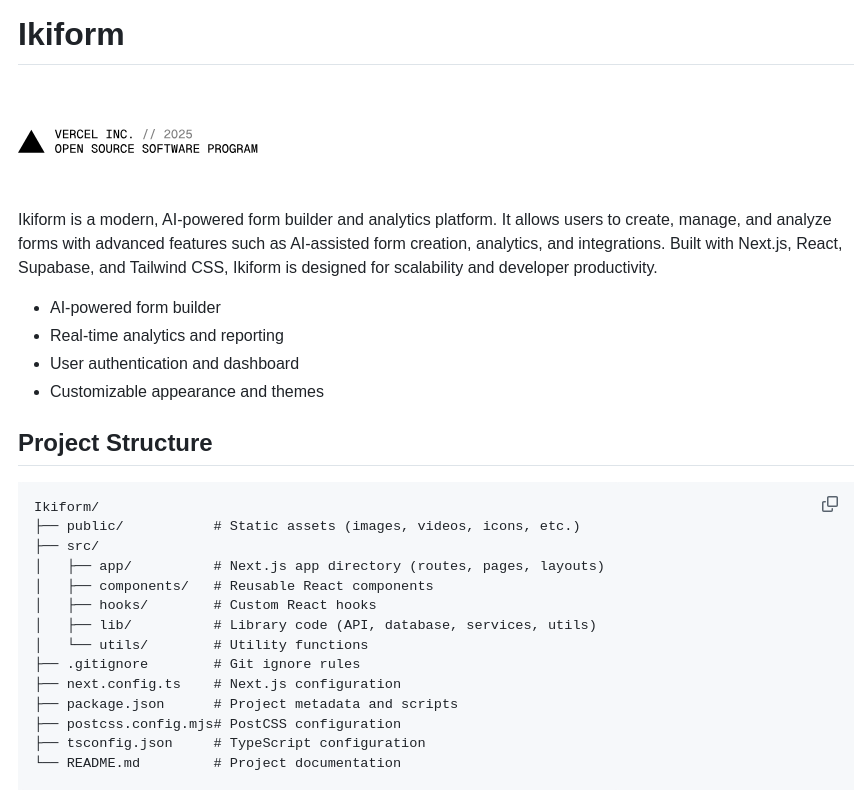 Ikiform
VERCEL INC. // 2025
OPEN SOURCE SOFTWARE PROGRAM
Ikiform is a modern, AI-powered form builder and analytics platform. It allows users to create, manage, and analyze
forms with advanced features such as AI-assisted form creation, analytics, and integrations. Built with Next.js, React,
Supabase, and Tailwind CSS, Ikiform is designed for scalability and developer productivity.
• AI-powered form builder
• Real-time analytics and reporting
• User authentication and dashboard
• Customizable appearance and themes
Project Structure
Ikiform/
├── public/           # Static assets (images, videos, icons, etc.)
├── src/
│   ├── app/          # Next.js app directory (routes, pages, layouts)
│   ├── components/   # Reusable React components
│   ├── hooks/        # Custom React hooks
│   ├── lib/          # Library code (API, database, services, utils)
│   └── utils/        # Utility functions
├── .gitignore        # Git ignore rules
├── next.config.ts    # Next.js configuration
├── package.json      # Project metadata and scripts
├── postcss.config.mjs# PostCSS configuration
├── tsconfig.json     # TypeScript configuration
└── README.md         # Project documentation